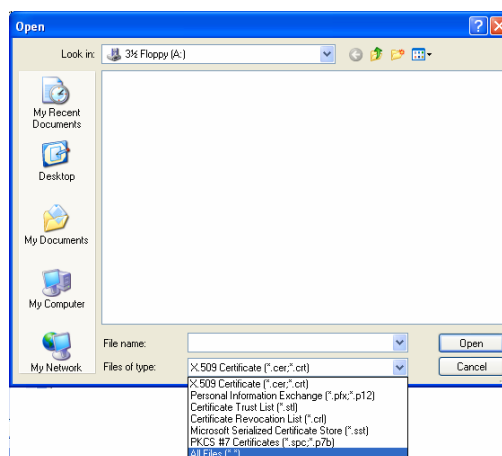 Open
Look in:
3½ Floppy (A:)
My Recent
Documents
Desktop
My Documents
My Computer
My Network
File name:
Open
Files of type:
X.509 Certificate (*.cer;*.crt)
Cancel
X.509 Certificate (*.cer;*.crt)
Personal Information Exchange (*.pfx;*.p12)
Certificate Trust List (*.stl)
Certificate Revocation List (*.crl)
Microsoft Serialized Certificate Store (*.sst)
PKCS #7 Certificates (*.spc;*.p7b)
All Files (*.*)